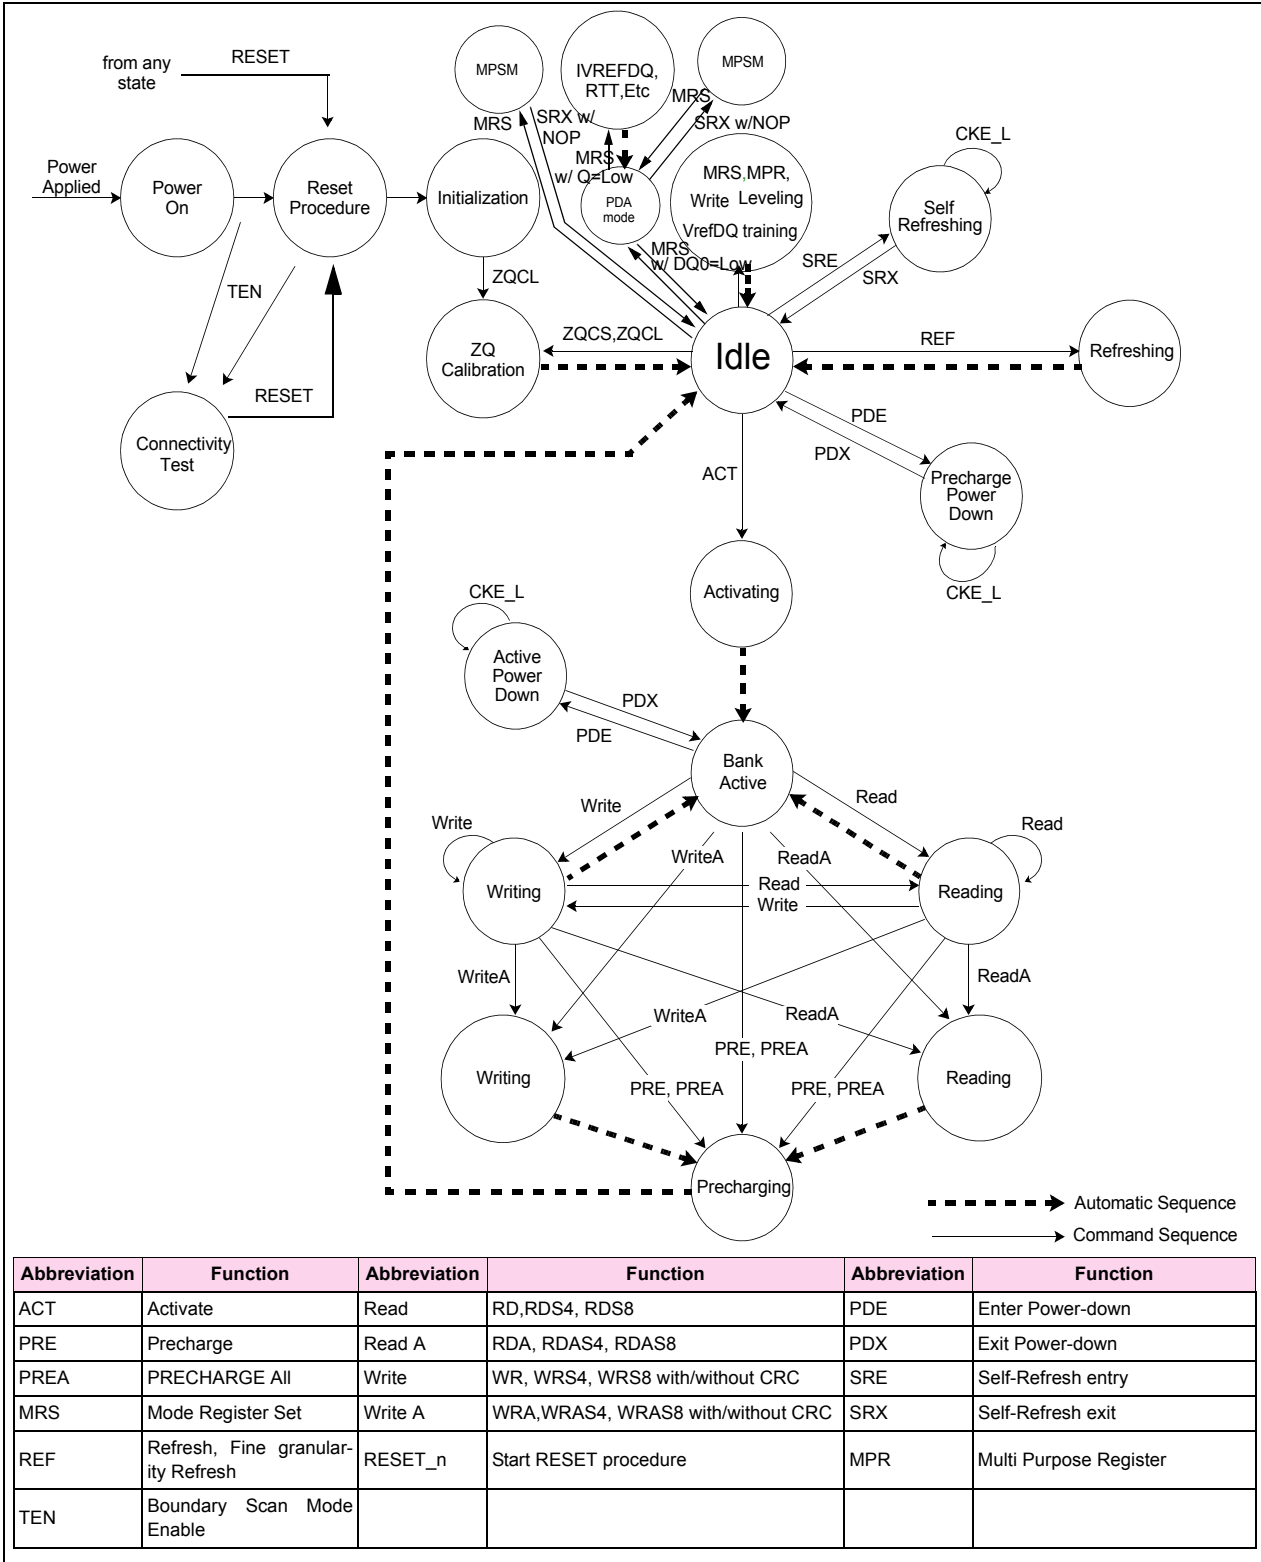 from any
state
RESET
MPSM
IVREFDQ,
RTT,Etc
MPSM
MRS
SRX w/
NOP
MRS
SRX w/NOP
MRS
w/ Q=Low
CKE_L
Power
Applied
Power
On
Reset
Procedure
Initialization
PDA
mode
MRS,MPR,
Write Leveling
VrefDQ training
Self
Refreshing
MRS
w/ DQ0=Low
SRE
SRX
TEN
ZQCL
ZQ
Calibration
ZQCS,ZQCL
Idle
REF
Refreshing
RESET
Connectivity
Test
PDE
PDX
ACT
Precharge
Power
Down
CKE_L
Activating
CKE_L
Active
Power
Down
PDX
PDE
Bank
Active
Write
Read
Write
Read
WriteA
ReadA
Writing
Read
Write
Reading
WriteA
ReadA
WriteA
ReadA
PRE, PREA
Writing
Reading
PRE, PREA
PRE, PREA
Precharging
Automatic Sequence
Command Sequence
Abbreviation Function Abbreviation Function Abbreviation Function
ACT Activate Read RD,RDS4, RDS8 PDE Enter Power-down
PRE Precharge Read A RDA, RDAS4, RDAS8 PDX Exit Power-down
PREA PRECHARGE All Write WR, WRS4, WRS8 with/without CRC SRE Self-Refresh entry
MRS Mode Register Set Write A WRA,WRAS4, WRAS8 with/without CRC SRX Self-Refresh exit
REF Refresh, Fine granular-
ity Refresh RESET_n Start RESET procedure MPR Multi Purpose Register
TEN Boundary Scan Mode
Enable